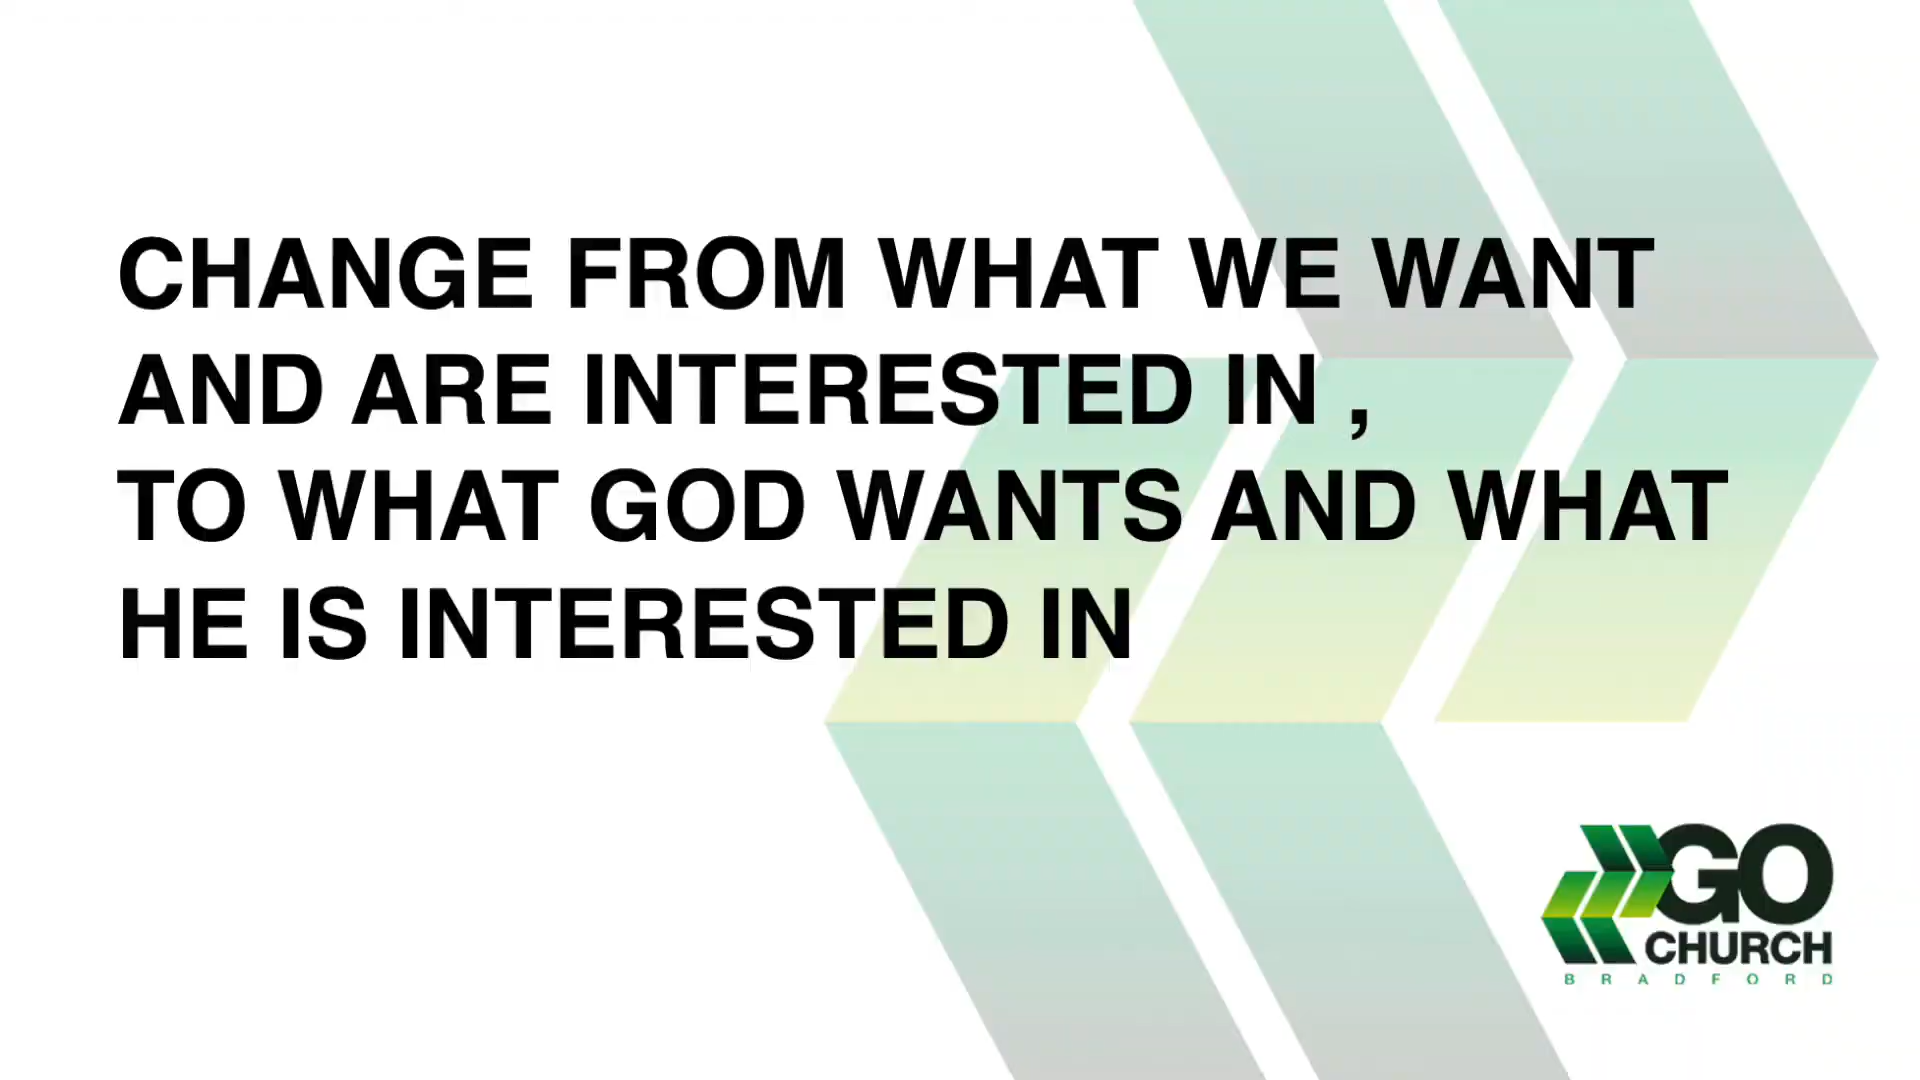 CHANGE FROM WHAT WE WANT
AND ARE INTERESTED IN ,
TO WHAT GOD WANTS AND WHAT
HE IS INTERESTED IN
GO
CHURCH
BRADFORD